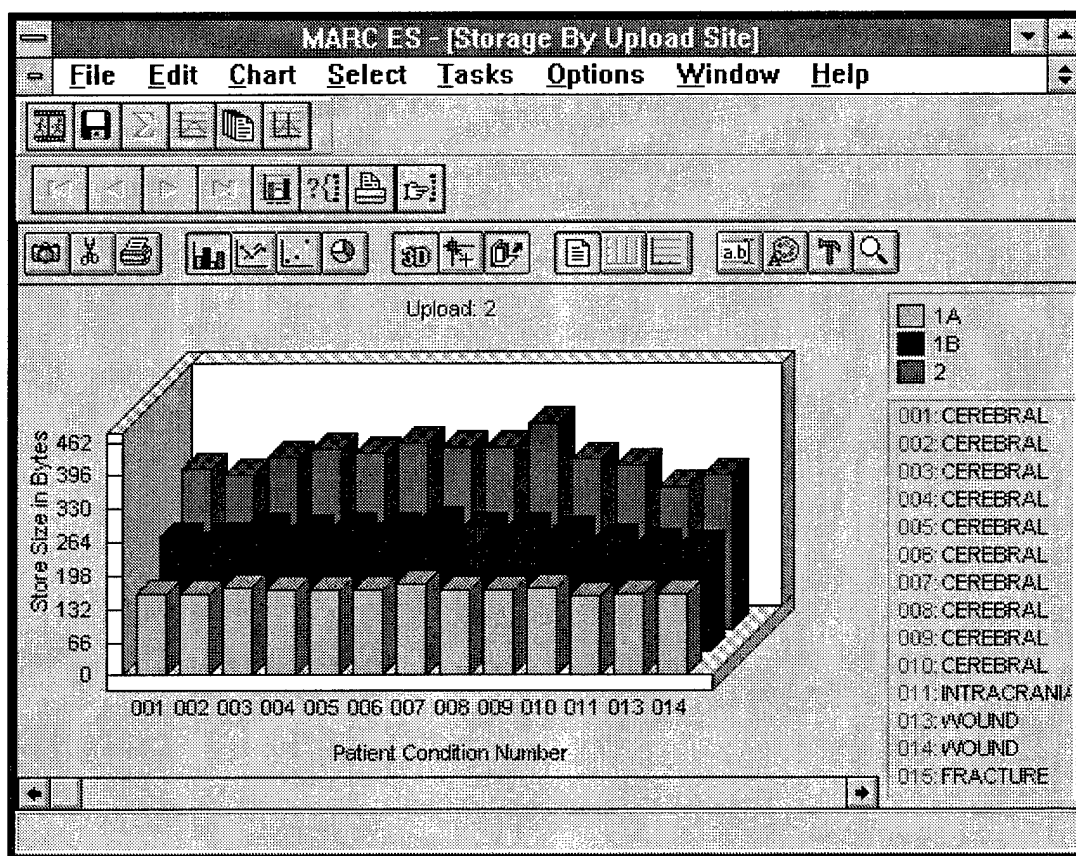 MARC ES - [Storage By Upload Site]
File Edit Chart Select Tasks Options Window Help
?{
3D a.b
Upload: 2
1A
1B
2
001: CEREBRAL
002: CEREBRAL
003: CEREBRAL
004: CEREBRAL
005: CEREBRAL
006: CEREBRAL
007: CEREBRAL
008: CEREBRAL
009: CEREBRAL
010: CEREBRAL
011: INTRACRANIA
013: WOUND
014: WOUND
015: FRACTURE
Store Size in Bytes
462
396
330
264
198
132
66
0
001 002 003 004 005 006 007 008 009 010 011 013 014
Patient Condition Number